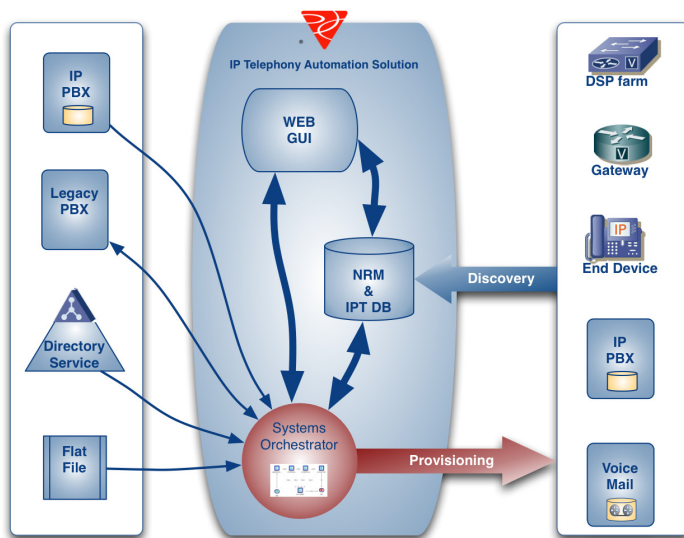 IP Telephony Automation Solution
IP
PBX
Legacy
PBX
Directory
Service
Flat
File
WEB
GUI
NRM
&
IPT DB
Systems
Orchestrator
Discovery
Provisioning
V
DSP farm
V
Gateway
IP
End Device
IP
PBX
Voice
Mail